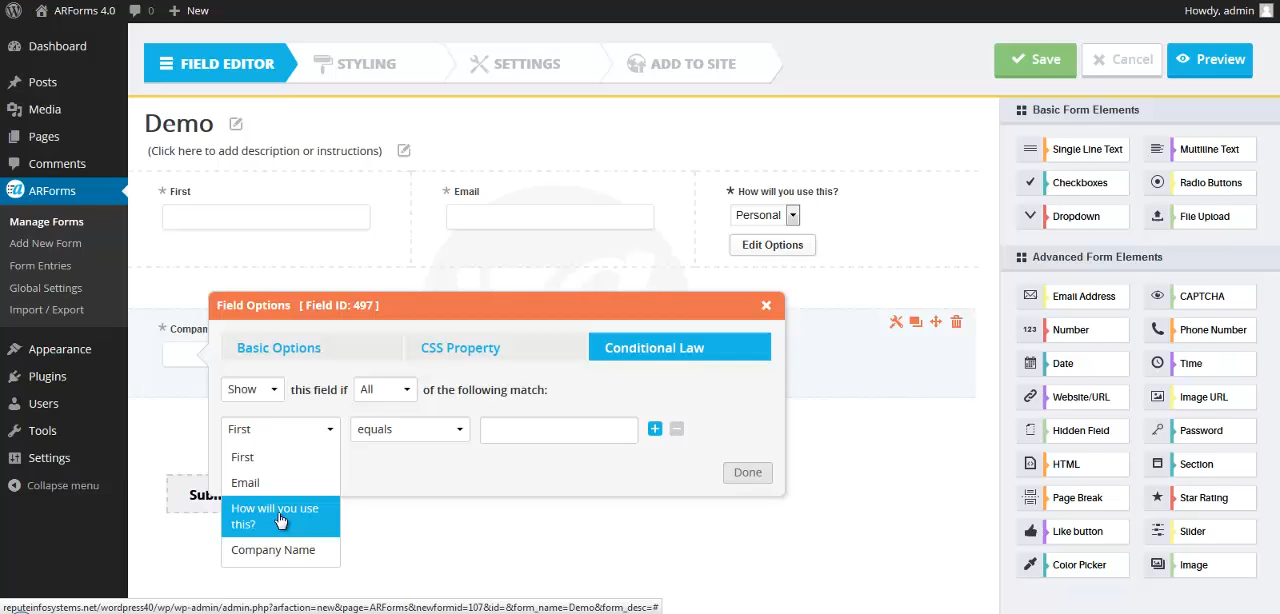 ARForms 4.0
0
New
Howdy, admin
Dashboard
Posts
Media
Pages
Comments
ARForms
Manage Forms
Add New Form
Form Entries
Global Settings
Import / Export
Appearance
Plugins
Users
Tools
Settings
Collapse menu
FIELD EDITOR
STYLING
SETTINGS
ADD TO SITE
Save
Cancel
Preview
Demo
(Click here to add description or instructions)
* First
* Email
* How will you use this?
Personal
Edit Options
* Compan
Field Options [ Field ID: 497 ]
Basic Options
CSS Property
Conditional Law
Show
this field if
All
of the following match:
First
equals
First
Email
How will you use
this?
Company Name
Done
Subm
Basic Form Elements
Single Line Text
Multiline Text
Checkboxes
Radio Buttons
Dropdown
File Upload
Advanced Form Elements
Email Address
CAPTCHA
123
Number
Phone Number
Date
Time
Website/URL
Image URL
Hidden Field
Password
HTML
Section
Page Break
Star Rating
Like button
Slider
Color Picker
Image
reputeinfosystems.net/wordpress40/wp/wp-admin/admin.php?arfaction=new&page=ARForms&newformid=107&id=&form_name=Demo&form_desc=#